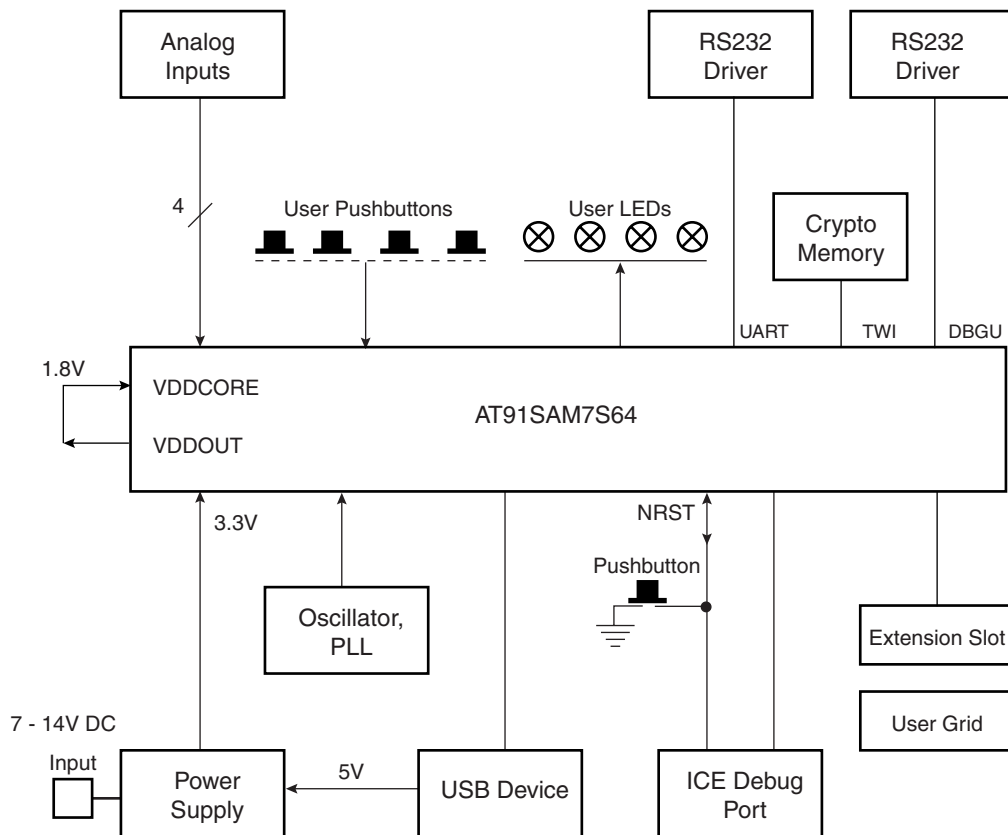 Analog
Inputs
RS232
Driver
RS232
Driver
4
User Pushbuttons
User LEDs
Crypto
Memory
UART
TWI
DBGU
1.8V
VDDCORE
AT91SAM7S64
VDDOUT
3.3V
NRST
Pushbutton
Oscillator,
PLL
Extension Slot
7 - 14V DC
User Grid
Input
Power
Supply
5V
USB Device
ICE Debug
Port